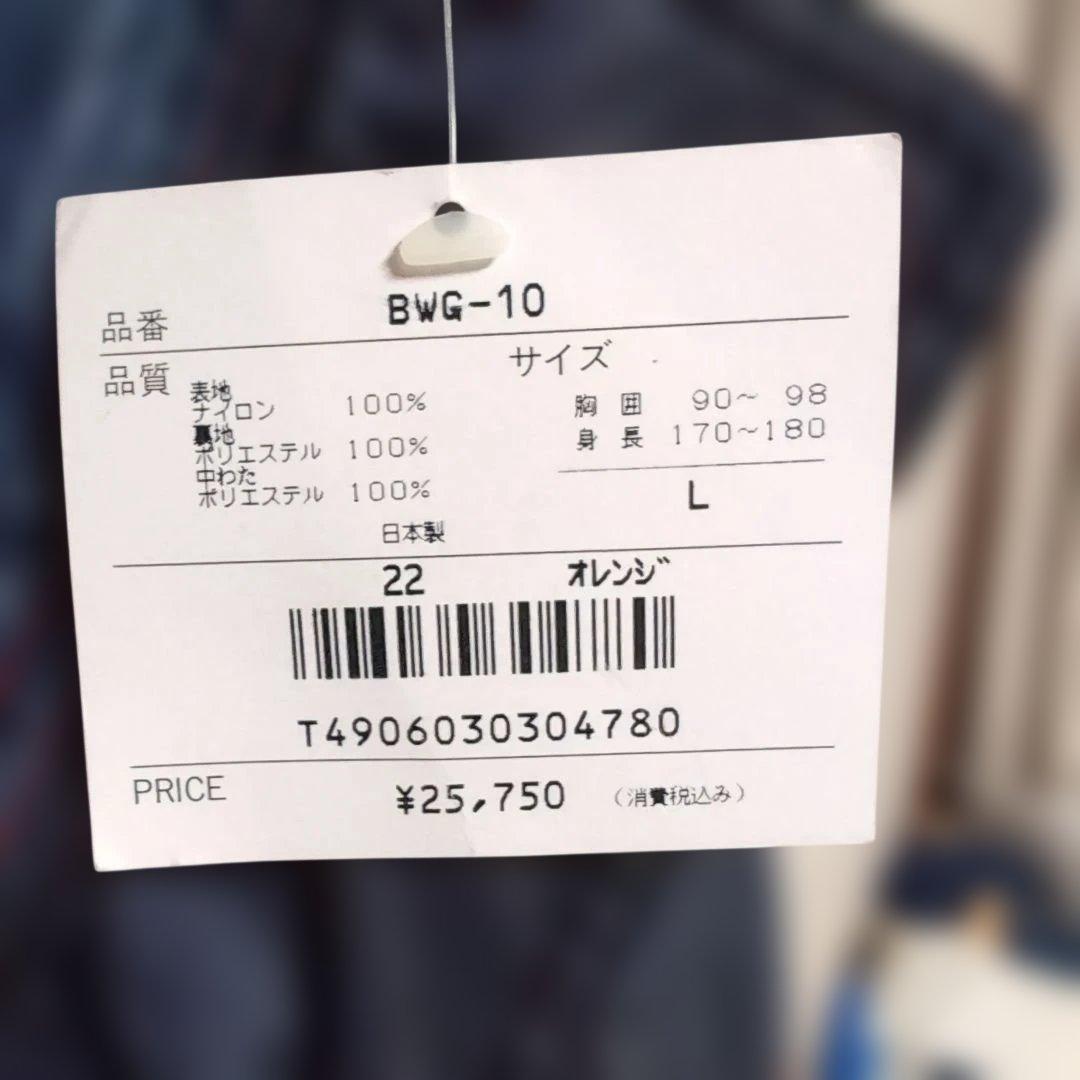 品番 BWG-10
品質 サイズ
表地
ナイロン 100% 胸囲 90~ 98
裏地
ポリエステル 100% 身長 170~180
中わた
ポリエステル 100% L
日本製
22 オレンジ
T4906030304780
PRICE ¥25,750 (消費税込み)